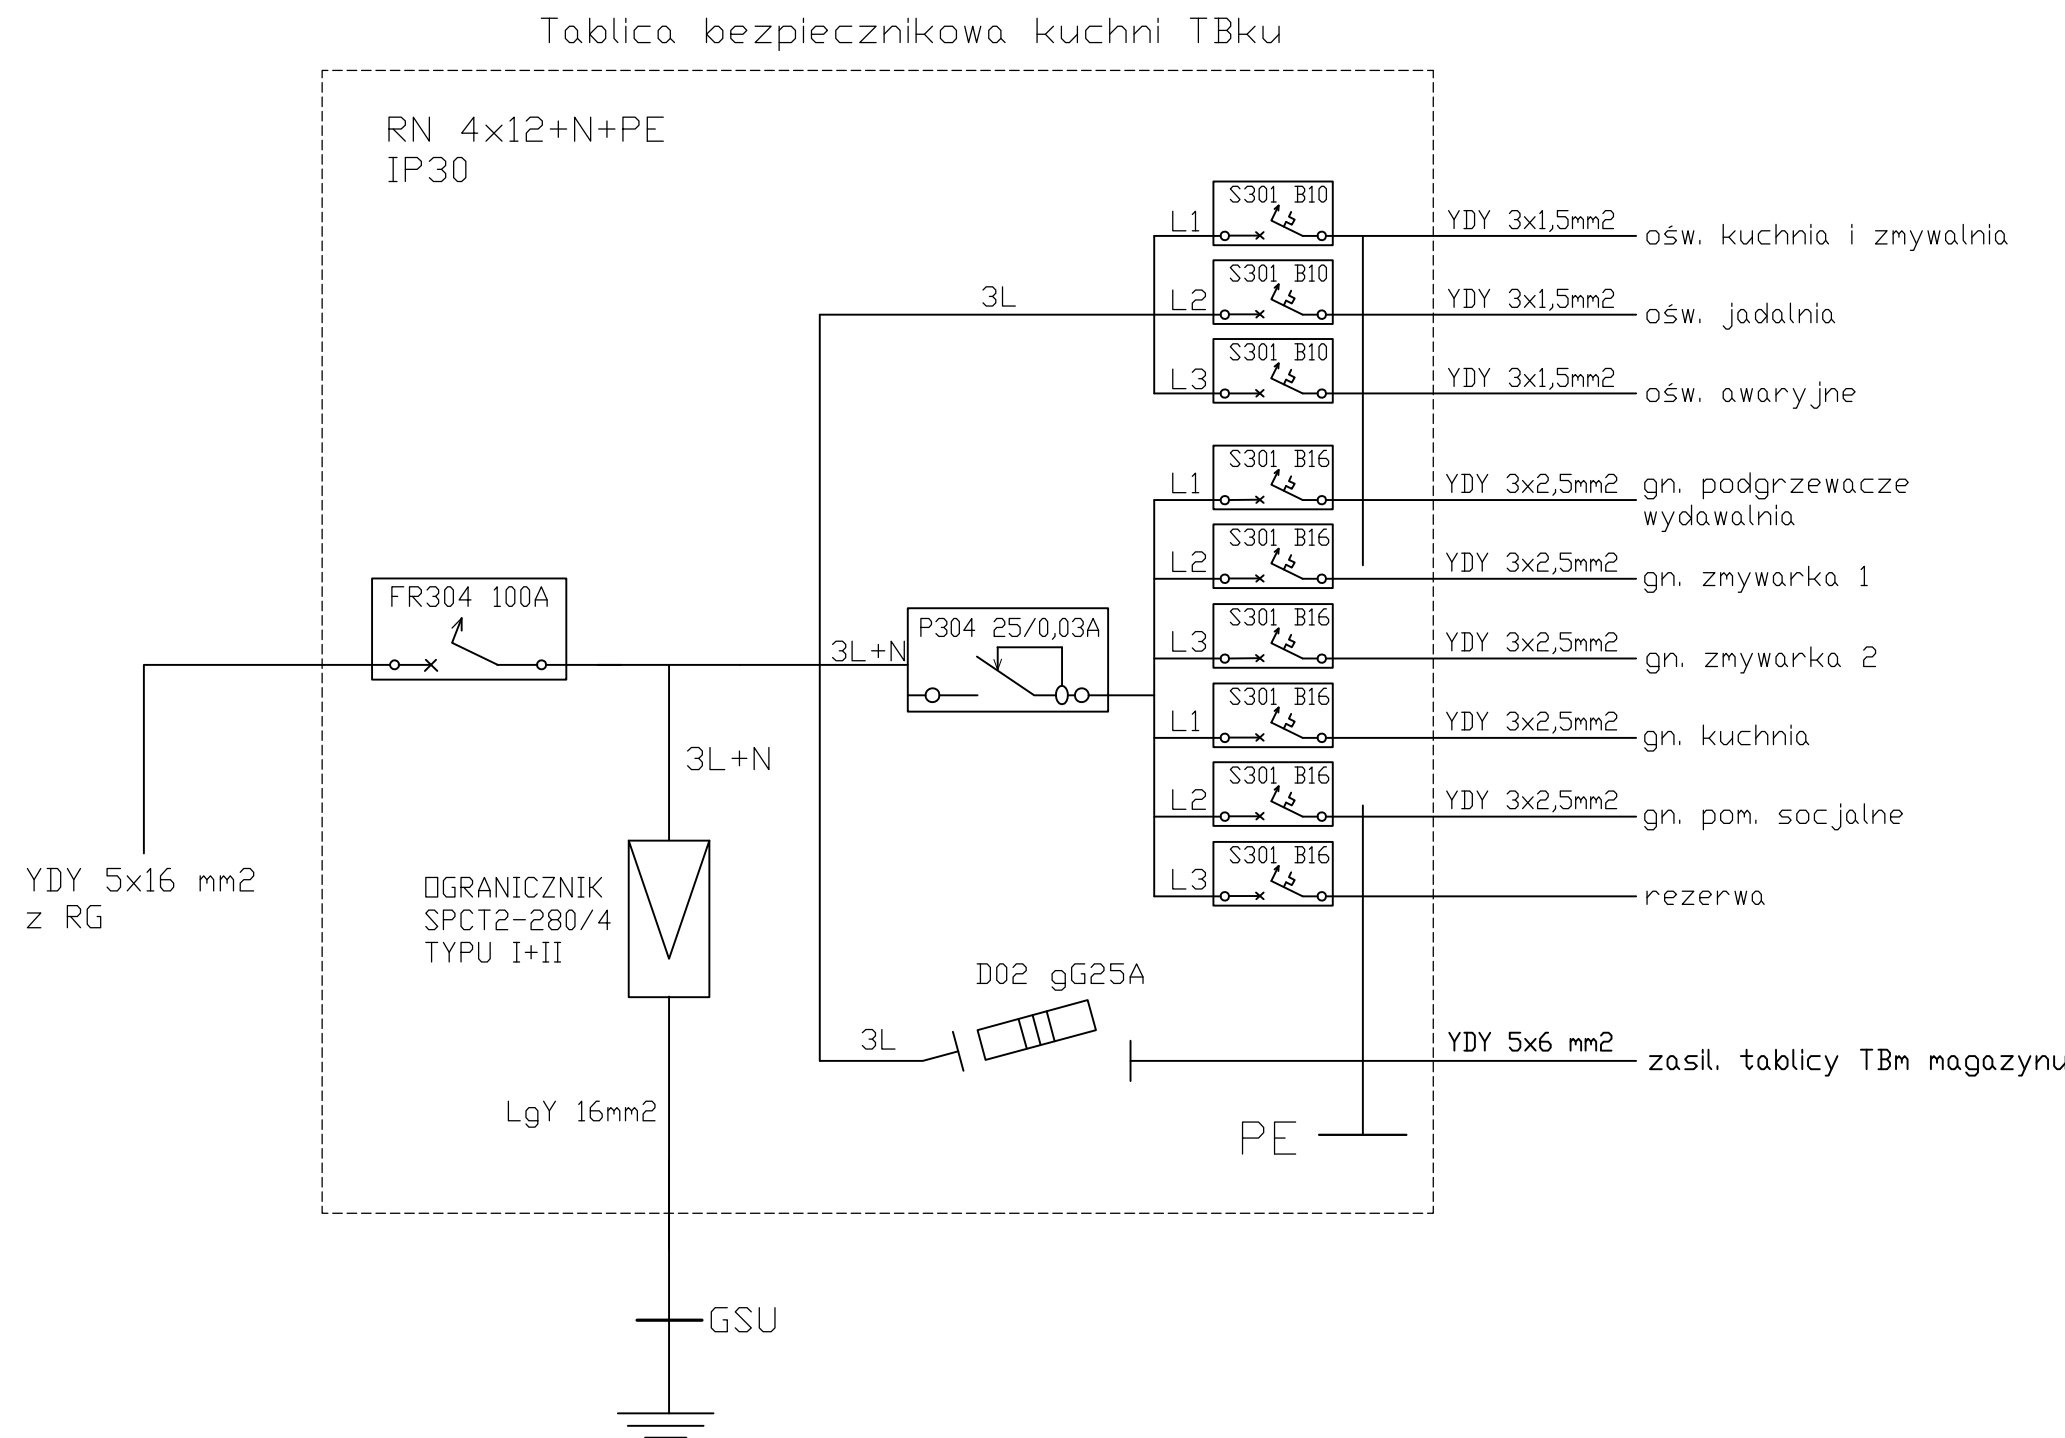 Tablica bezpiecznikowa kuchni TBku
RN 4x12+N+PE
IP30
S301 B10
L1
YDY 3x1,5mm2
ośw. kuchnia i zmywalnia
S301 B10
3L
L2
YDY 3x1,5mm2
ośw. jadalnia
S301 B10
L3
YDY 3x1,5mm2
ośw. awaryjne
S301 B16
L1
YDY 3x2,5mm2
gn. podgrzewacze
wydawalnia
S301 B16
L2
YDY 3x2,5mm2
gn. zmywarka 1
FR304 100A
P304 25/0,03A
3L+N
S301 B16
L3
YDY 3x2,5mm2
gn. zmywarka 2
S301 B16
L1
YDY 3x2,5mm2
gn. kuchnia
3L+N
S301 B16
L2
YDY 3x2,5mm2
gn. pom. socjalne
S301 B16
L3
rezerwa
YDY 5x16 mm2
z RG
OGRANICZNIK
SPCT2-280/4
TYPU I+II
D02 gG25A
3L
YDY 5x6 mm2
zasil. tablicy TBm magazynu
LgY 16mm2
PE
GSU